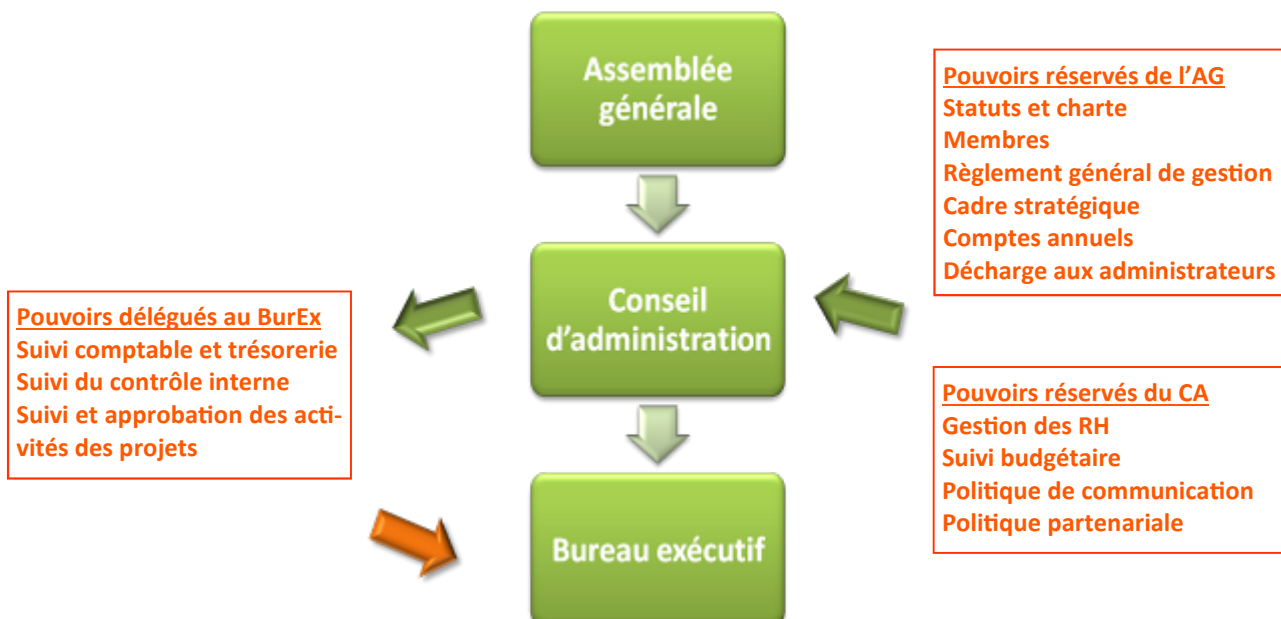 Assemblée
générale
Pouvoirs réservés de l’AG
Statuts et charte
Membres
Règlement général de gestion
Cadre stratégique
Comptes annuels
Décharge aux administrateurs
Conseil
d’administration
Pouvoirs délégués au BurEx
Suivi comptable et trésorerie
Suivi du contrôle interne
Suivi et approbation des acti-
vités des projets
Pouvoirs réservés du CA
Gestion des RH
Suivi budgétaire
Politique de communication
Politique partenariale
Bureau exécutif